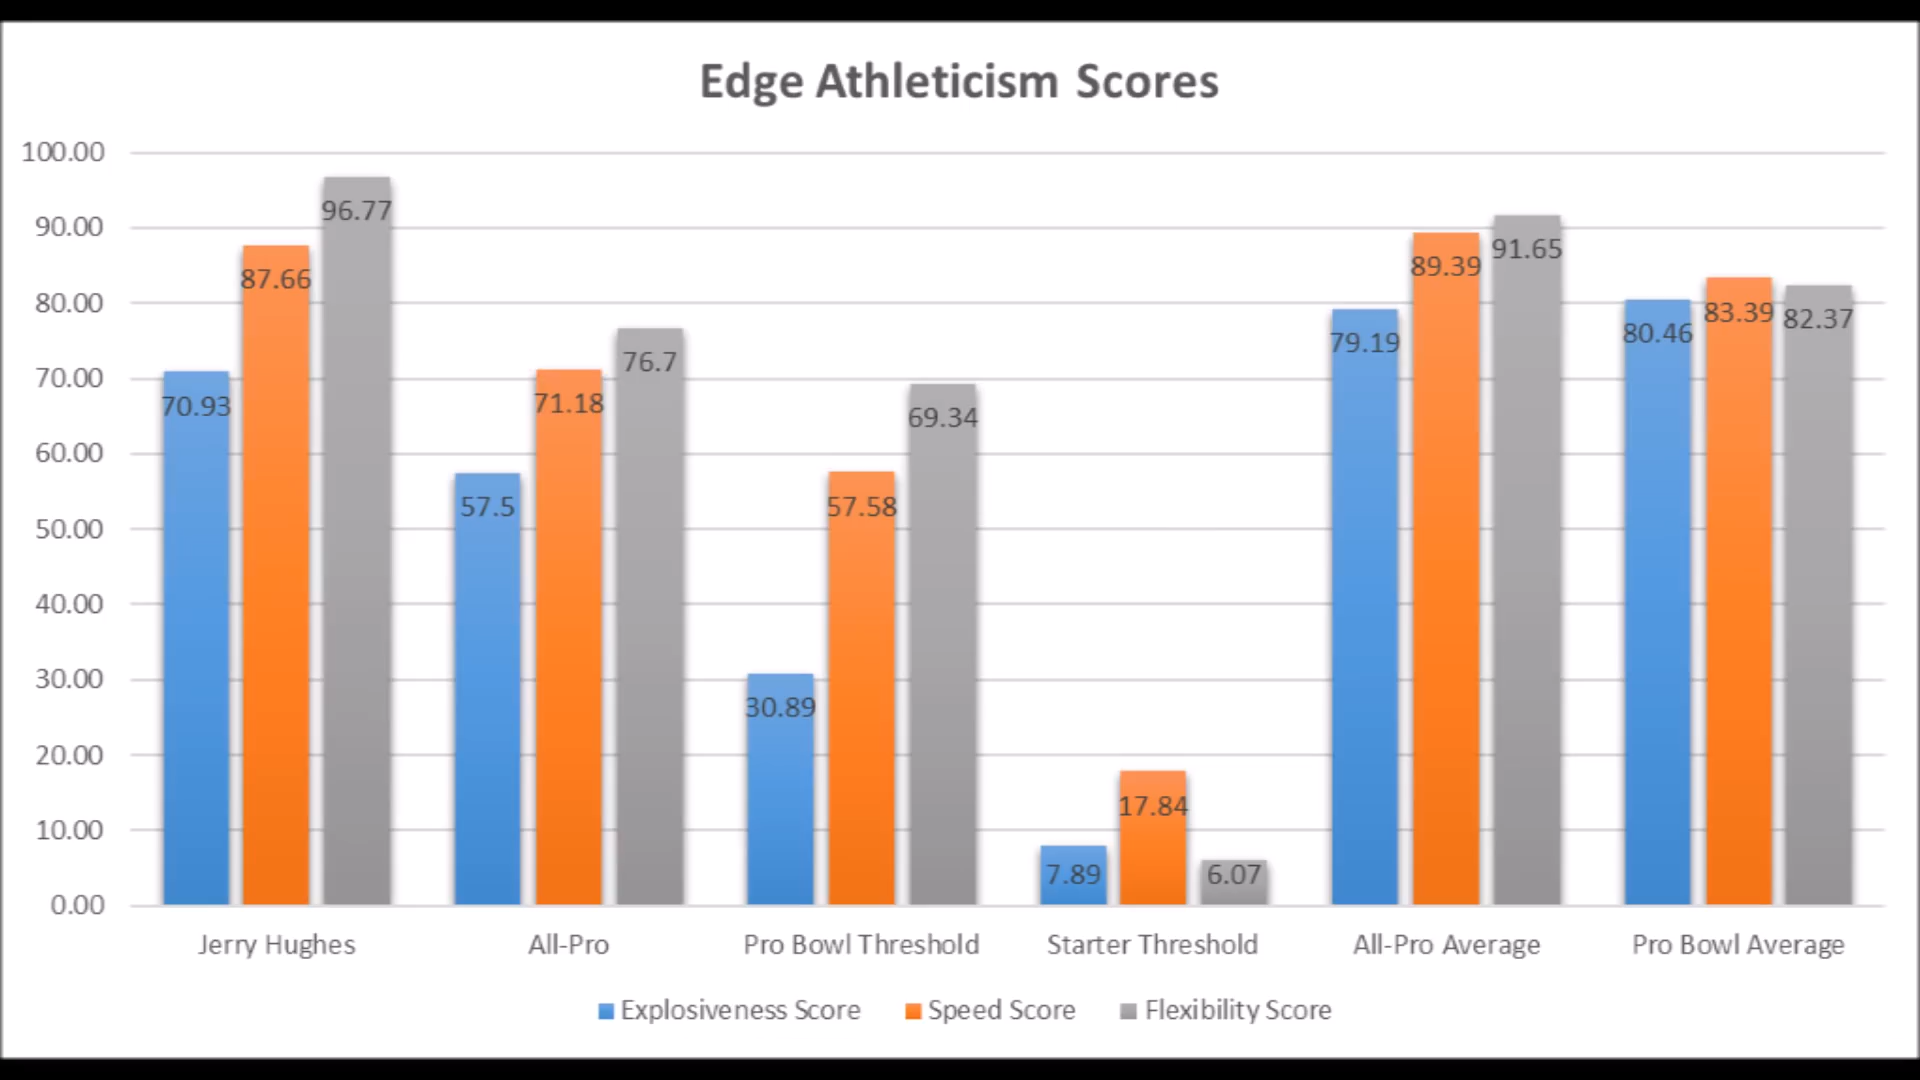 Edge Athleticism Scores
100.00
90.00
80.00
70.00
60.00
50.00
40.00
30.00
20.00
10.00
0.00
70.93 87.66 96.77
57.5 71.18 76.7
30.89 57.58 69.34
7.89 17.84 6.07
79.19 89.39 91.65
80.46 83.39 82.37
Jerry Hughes All-Pro Pro Bowl Threshold Starter Threshold All-Pro Average Pro Bowl Average
Explosiveness Score Speed Score Flexibility Score